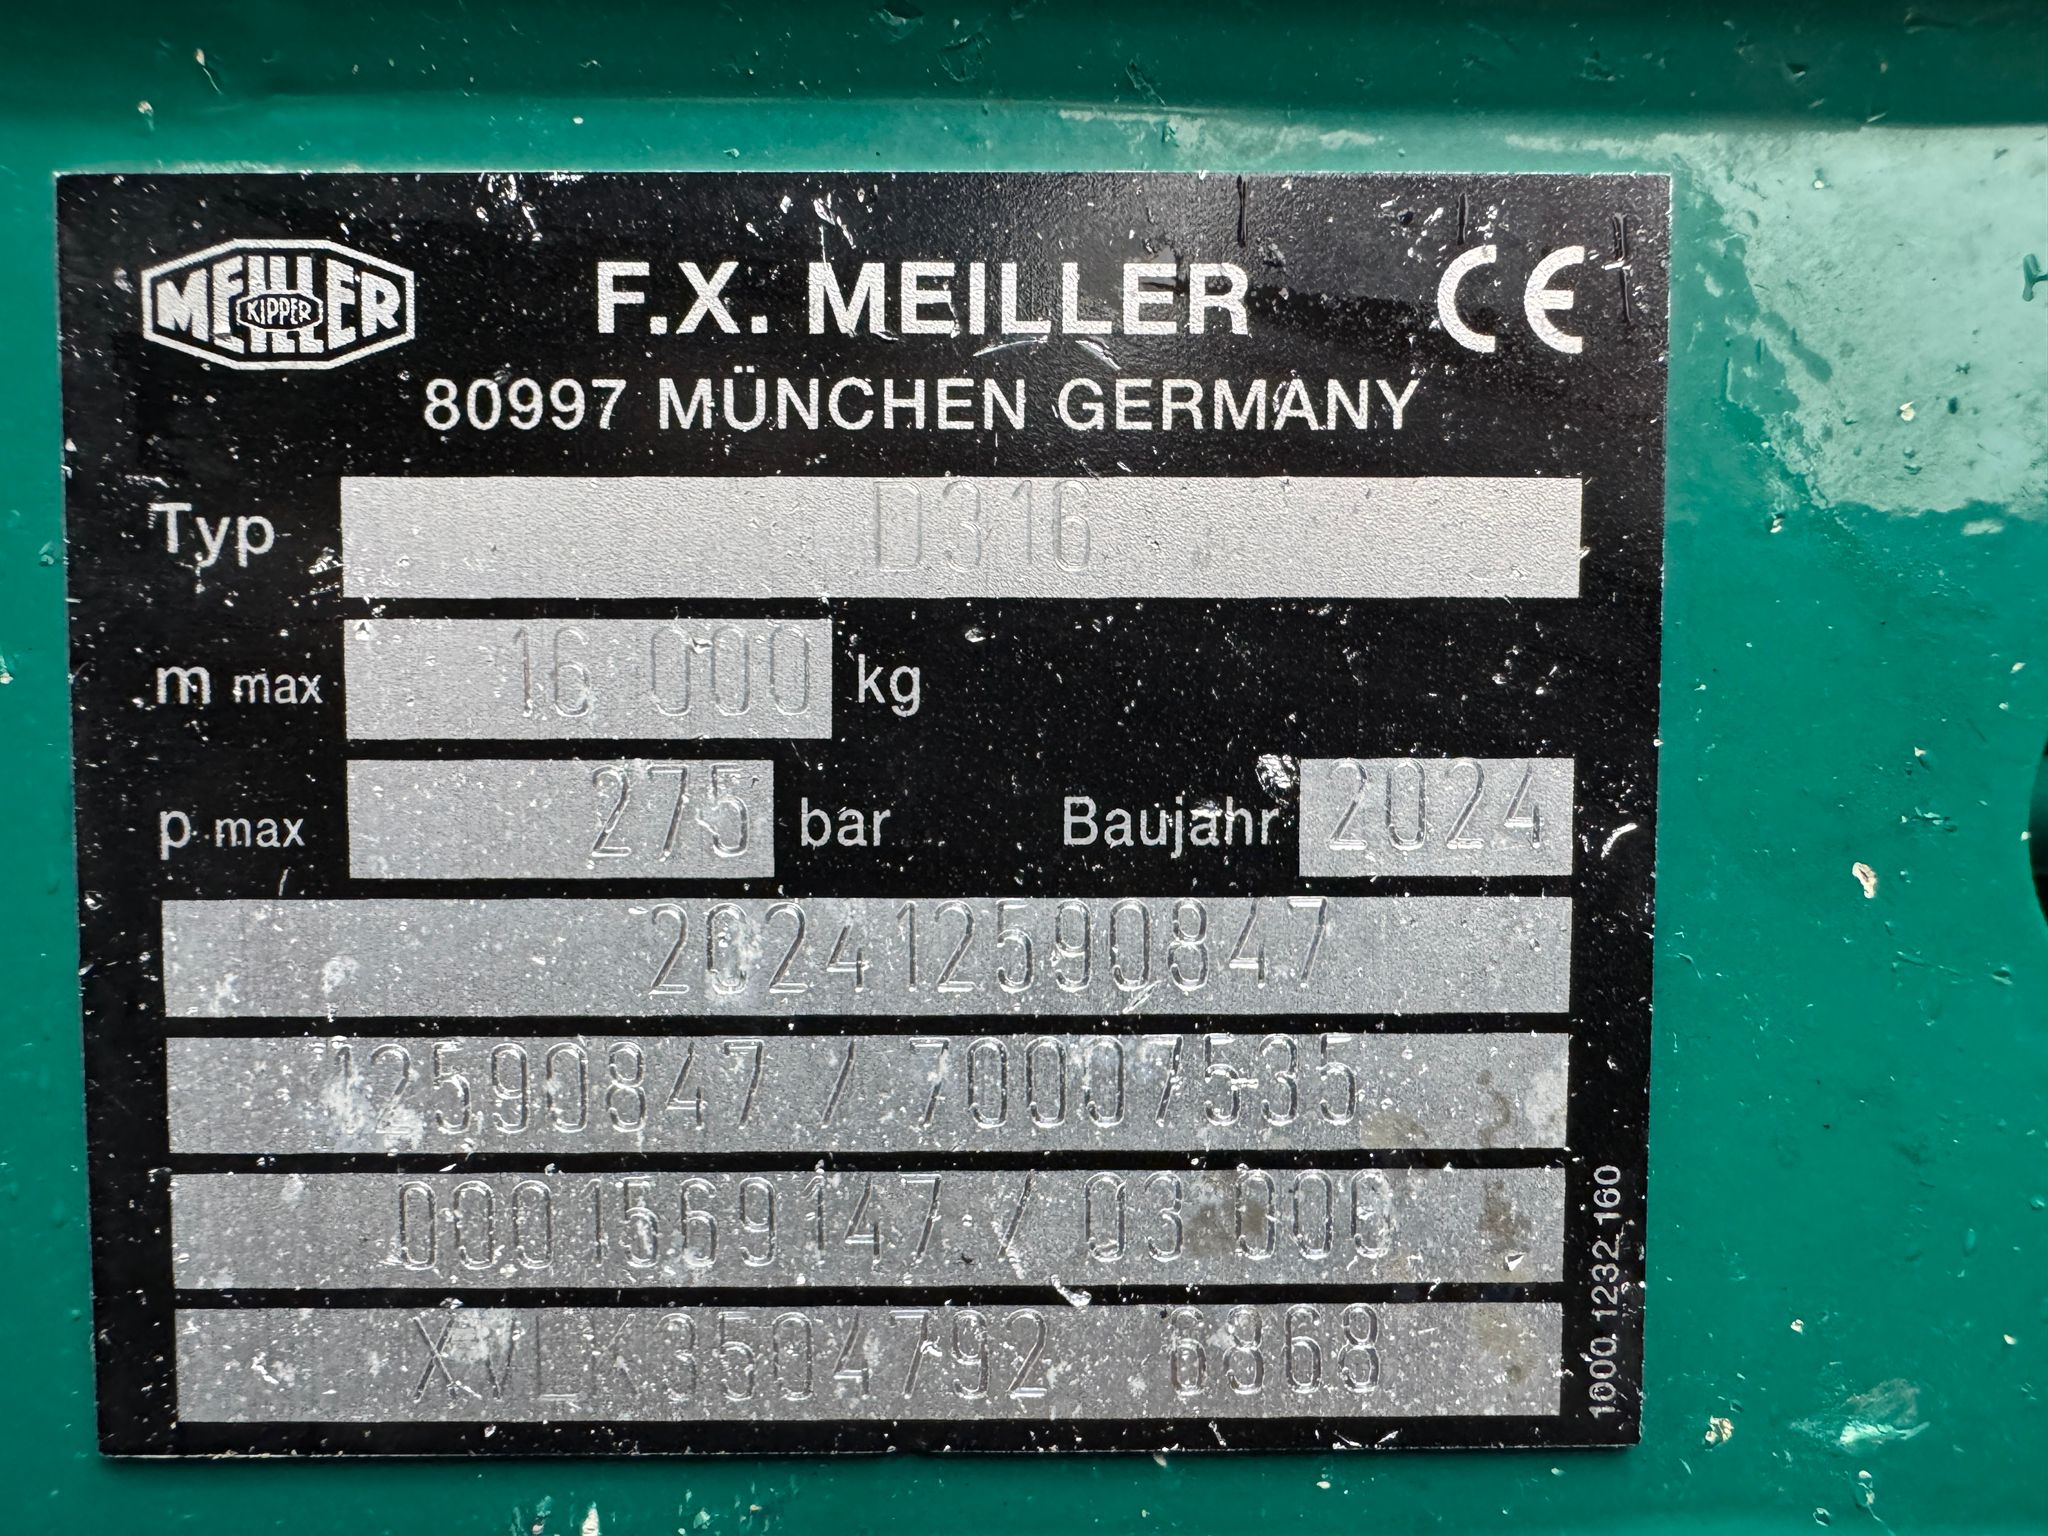 MEILLER
KIPPER
F.X. MEILLER CE
80997 MÜNCHEN GERMANY
Typ D316
m max 16 000 kg
p max 275 bar Baujahr 2024
202412590847
12590847 / 70007535
0001569147 / 03 000
XVLK3504792 6868
1000 1232 160